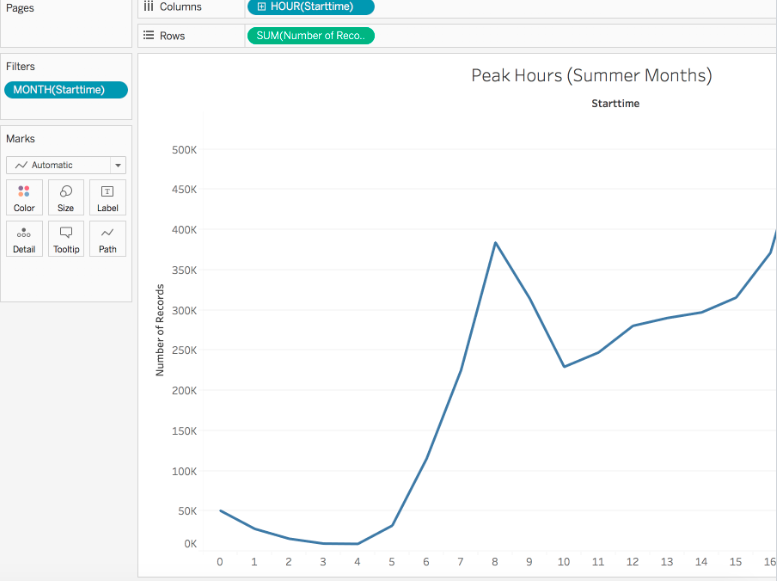 Pages
Columns
HOUR(Starttime)
Rows
SUM(Number of Reco..
Filters
MONTH(Starttime)
Marks
Automatic
Color Size Label
Detail Tooltip Path
Peak Hours (Summer Months)
Starttime
Number of Records
500K
450K
400K
350K
300K
250K
200K
150K
100K
50K
0K
0 1 2 3 4 5 6 7 8 9 10 11 12 13 14 15 16